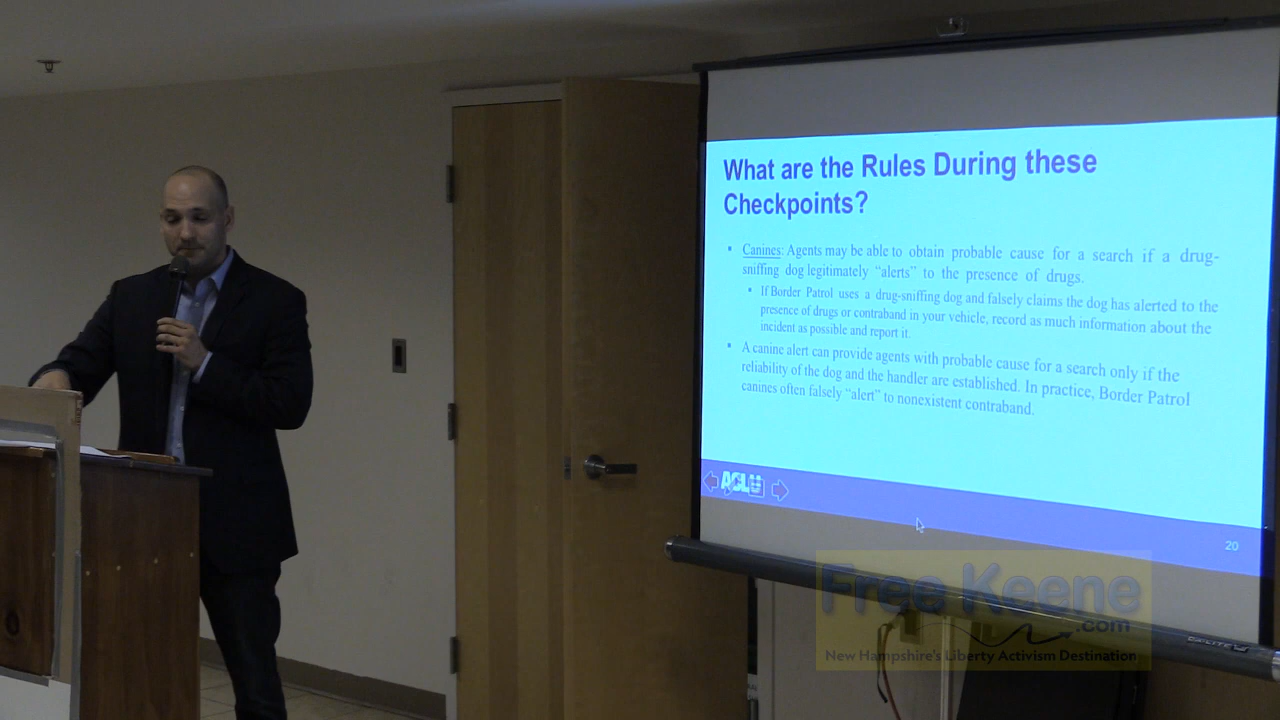 What are the Rules During these
Checkpoints?
Canines: Agents may be able to obtain probable cause for a search if a drug-
sniffing dog legitimately “alerts” to the presence of drugs.
If Border Patrol uses a drug-sniffing dog and falsely claims the dog has alerted to the
presence of drugs or contraband in your vehicle, record as much information about the
incident as possible and report it.
A canine alert can provide agents with probable cause for a search only if the
reliability of the dog and the handler are established. In practice, Border Patrol
canines often falsely “alert” to nonexistent contraband.
ACLU
20
Free Keene
.com
New Hampshire's Liberty Activism Destination